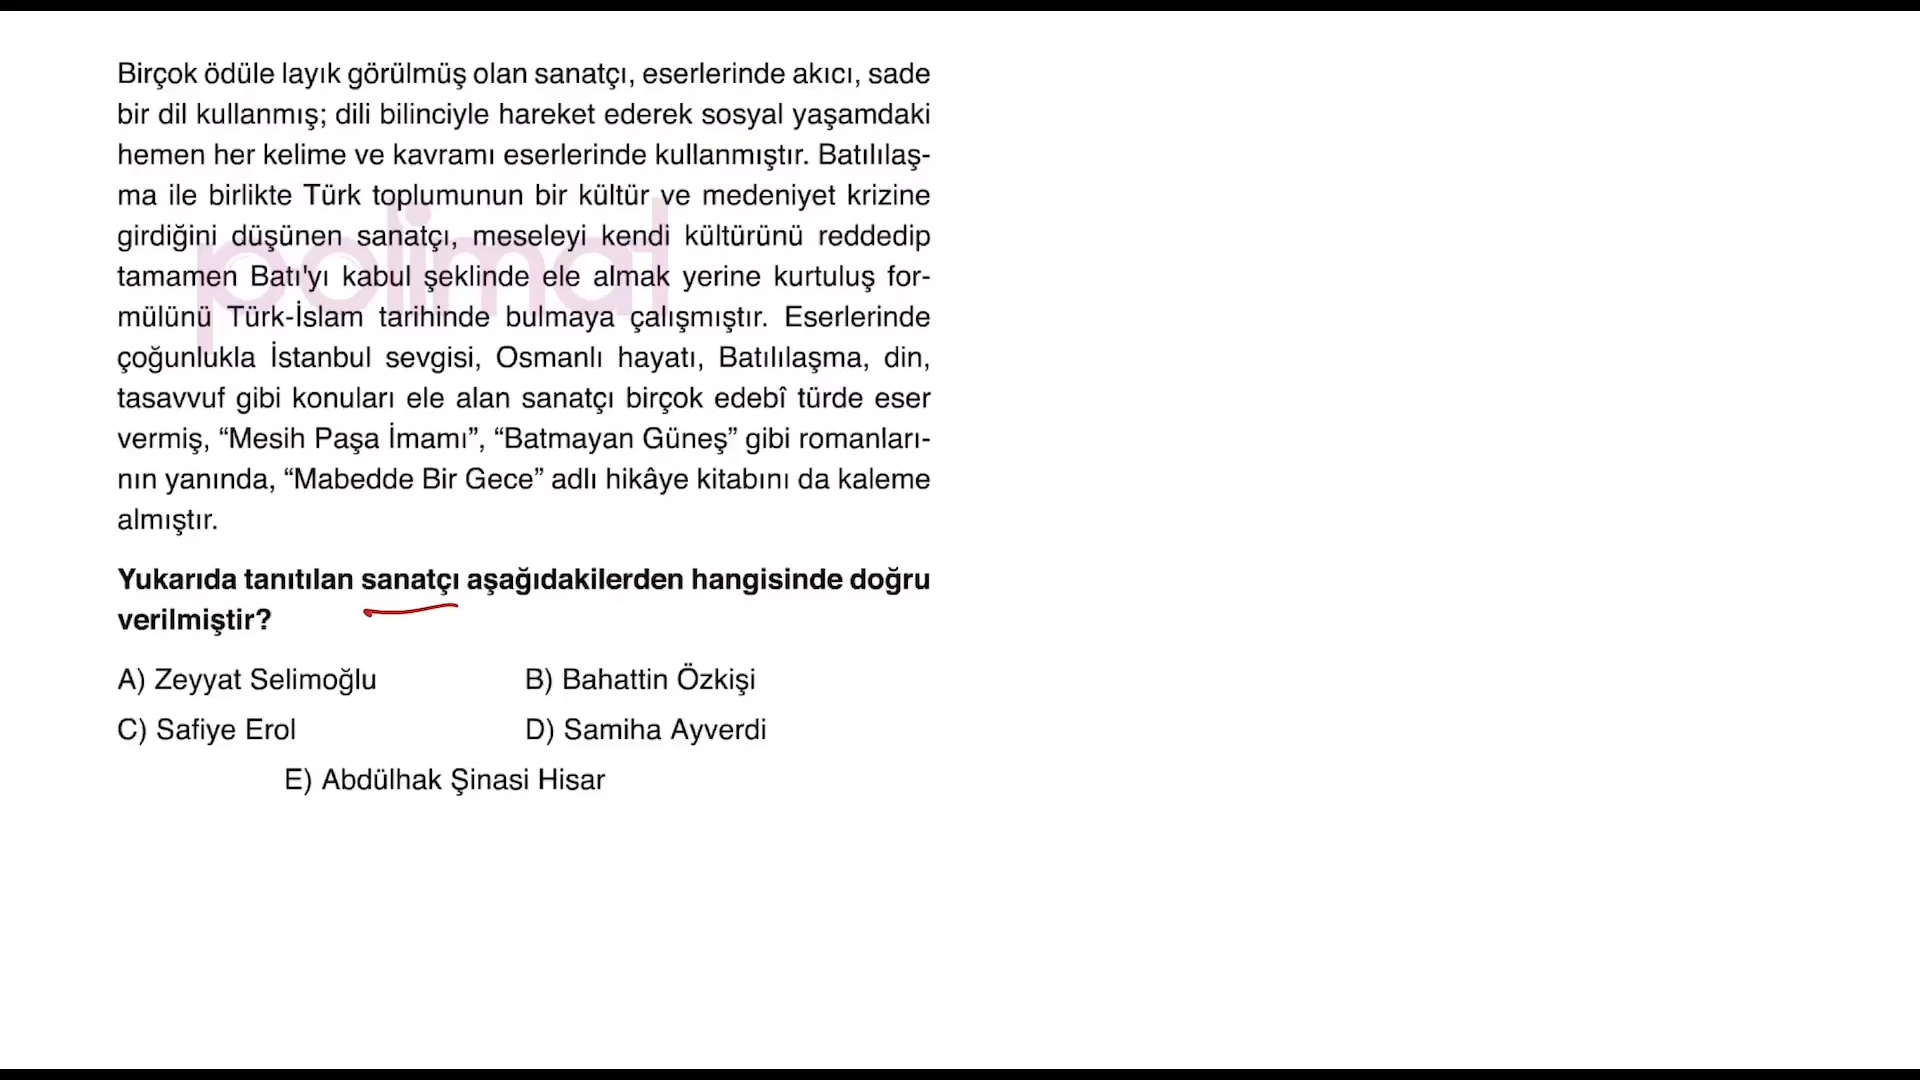 Birçok ödüle layık görülmüş olan sanatçı, eserlerinde akıcı, sade
bir dil kullanmış; dili bilinciyle hareket ederek sosyal yaşamdaki
hemen her kelime ve kavramı eserlerinde kullanmıştır. Batılılaş-
ma ile birlikte Türk toplumunun bir kültür ve medeniyet krizine
girdiğini düşünen sanatçı, meseleyi kendi kültürünü reddedip
tamamen Batı'yı kabul şeklinde ele almak yerine kurtuluş for-
mülünü Türk-İslam tarihinde bulmaya çalışmıştır. Eserlerinde
çoğunlukla İstanbul sevgisi, Osmanlı hayatı, Batılılaşma, din,
tasavvuf gibi konuları ele alan sanatçı birçok edebî türde eser
vermiş, “Mesih Paşa İmamı”, “Batmayan Güneş” gibi romanları-
nın yanında, “Mabedde Bir Gece” adlı hikâye kitabını da kaleme
almıştır.
polimat
Yukarıda tanıtılan sanatçı aşağıdakilerden hangisinde doğru
verilmiştir?
A) Zeyyat Selimoğlu
B) Bahattin Özkişi
C) Safiye Erol
D) Samiha Ayverdi
E) Abdülhak Şinasi Hisar